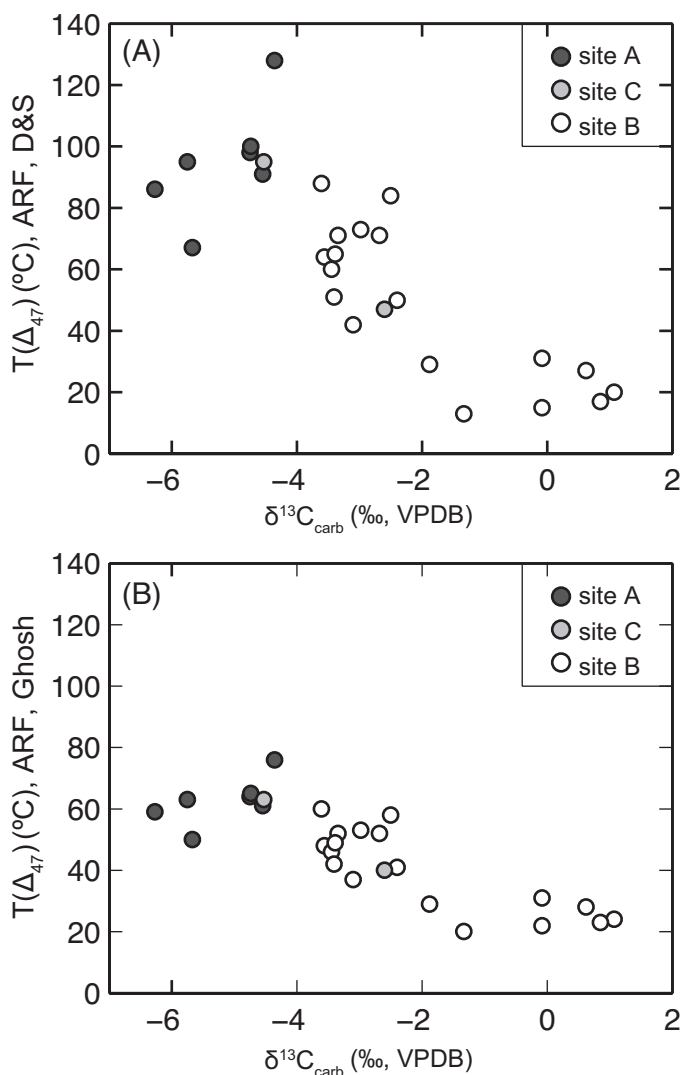 (A)
site A
site C
site B
140
120
100
80
60
40
20
0
T(Δ47) (ºC), ARF, D&S
−6
−4
−2
0
2
δ13Ccarb (‰, VPDB)
(B)
site A
site C
site B
140
120
100
80
60
40
20
0
T(Δ47) (ºC), ARF, Ghosh
−6
−4
−2
0
2
δ13Ccarb (‰, VPDB)